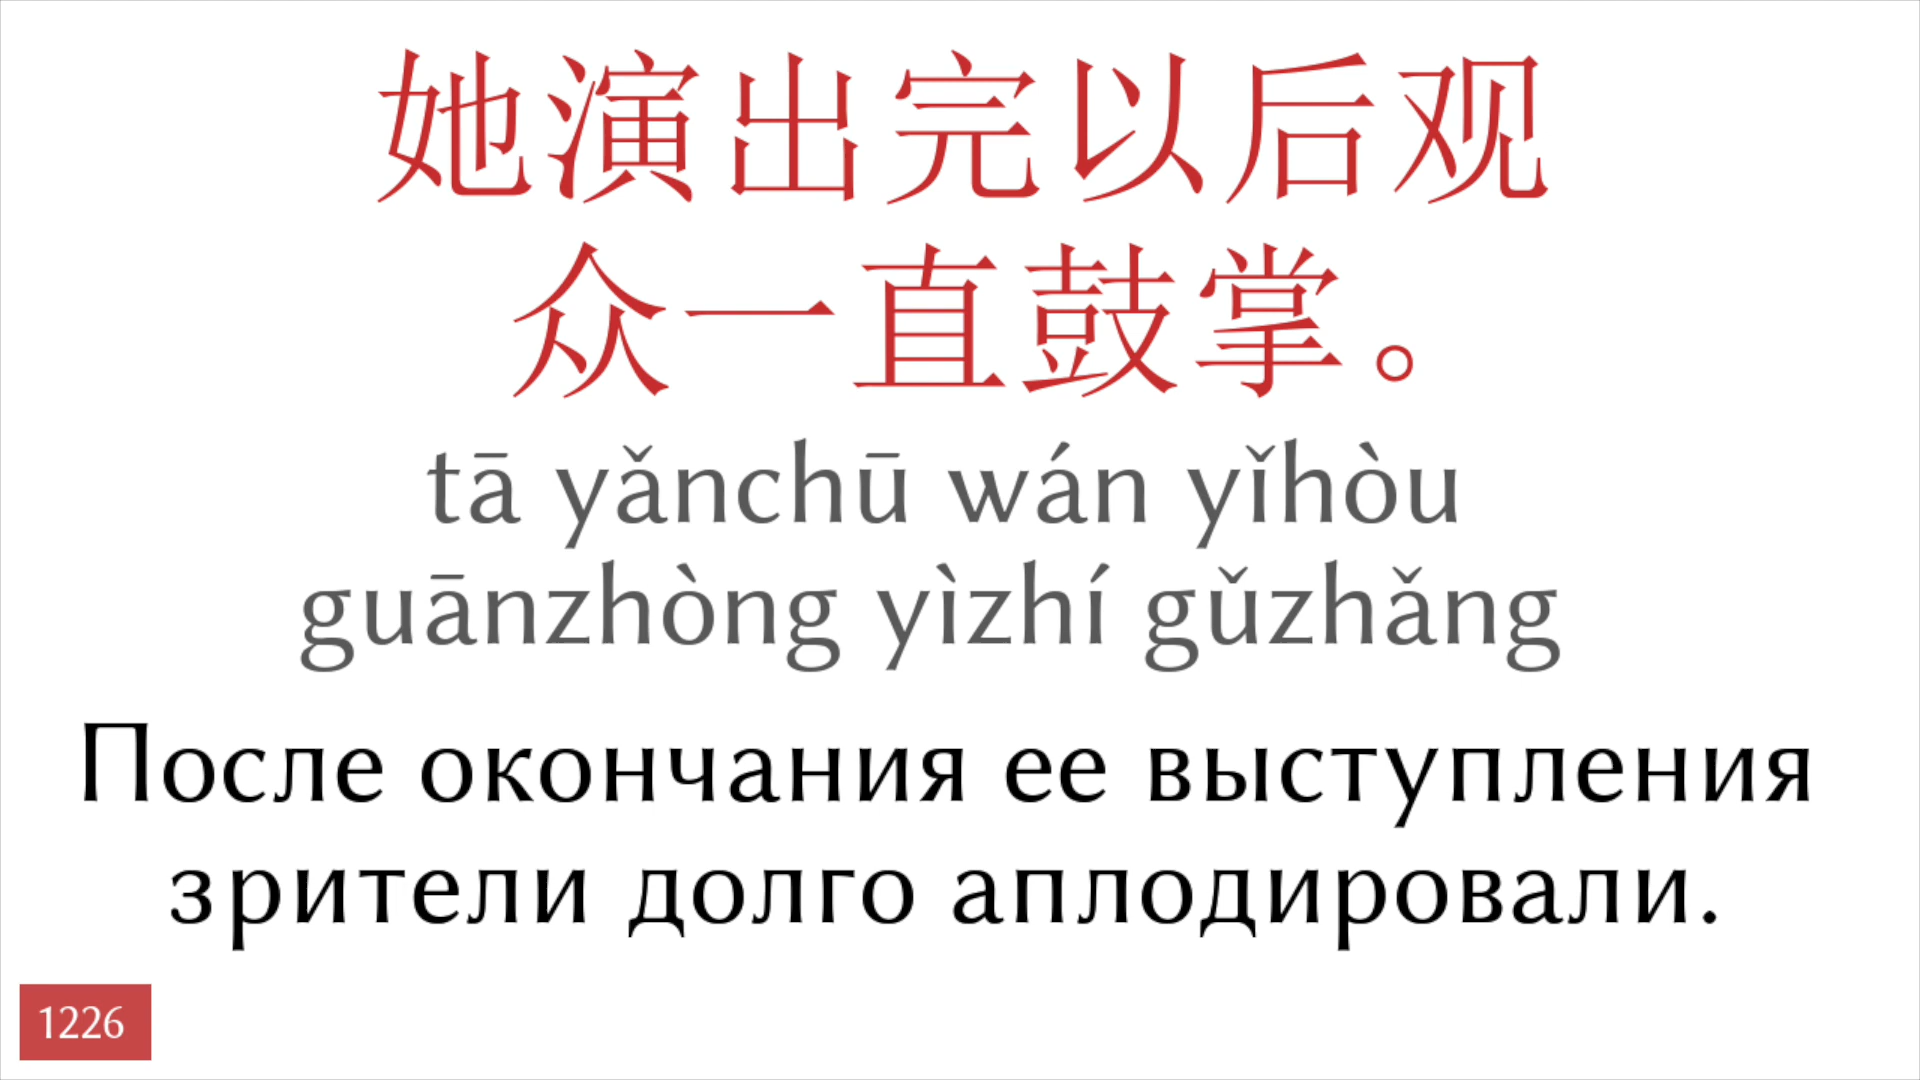 她演出完以后观
众一直鼓掌。
tā yǎnchū wán yǐhòu
guānzhòng yìzhí gǔzhǎng
После окончания ее выступления
зрители долго аплодировали.
1226